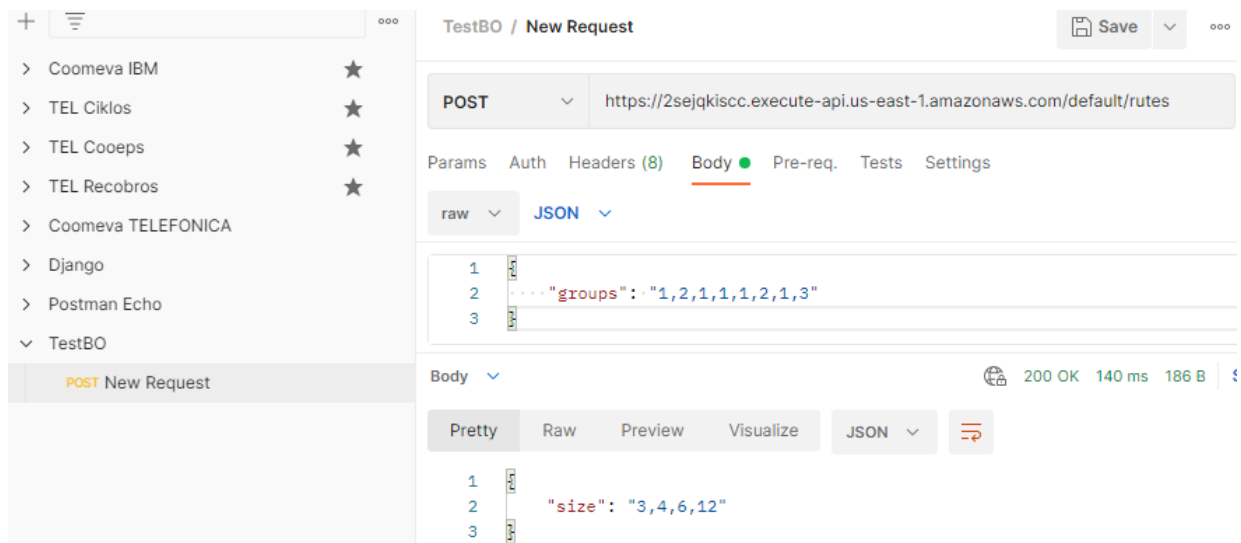 TestBO / New Request
Save
Coomeva IBM
TEL Ciklos
TEL Cooeps
TEL Recobros
Coomeva TELEFONICA
Django
Postman Echo
TestBO
POST New Request
POST https://2sejqkiscc.execute-api.us-east-1.amazonaws.com/default/rutes
Params Auth Headers (8) Body Pre-req. Tests Settings
raw JSON
1 {
2 "groups": "1,2,1,1,1,2,1,3"
3 }
Body 200 OK 140 ms 186 B
Pretty Raw Preview Visualize JSON
1 {
2 "size": "3,4,6,12"
3 }